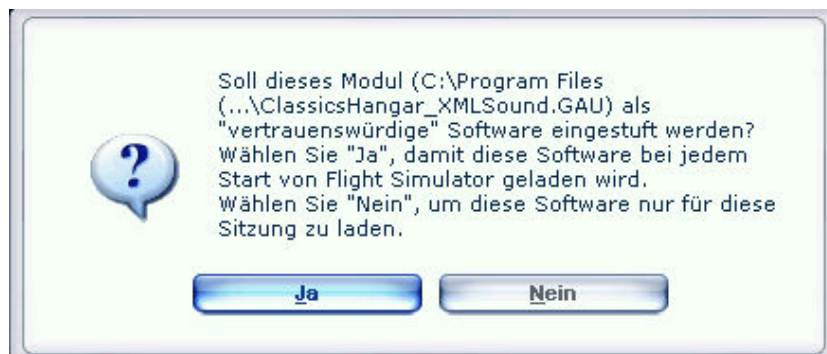 Soll dieses Modul (C:\Program Files
(...\ClassicsHangar_XMLSound.GAU) als
"vertrauenswürdige" Software eingestuft werden?
Wählen Sie "Ja", damit diese Software bei jedem
Start von Flight Simulator geladen wird.
Wählen Sie "Nein", um diese Software nur für diese
Sitzung zu laden.
?
Ja
Nein